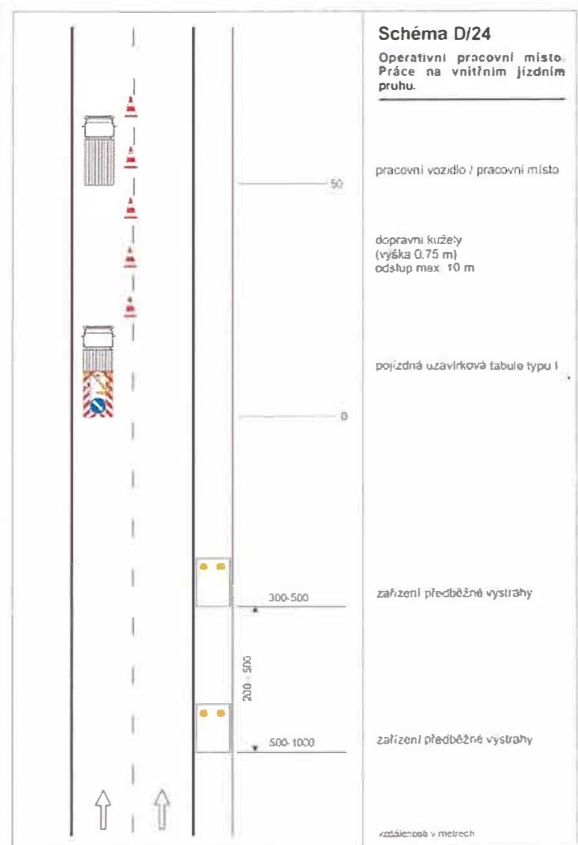 Schéma D/24
Operativní pracovní místo.
Práce na vnitřním jízdním
pruhu.
50
pracovní vozidlo / pracovní místo
dopravní kužely
(výška 0.75 m)
odstup max. 10 m
pojízdná uzavírková tabule typu I
0
300-500
zařízení předběžné výstrahy
200 - 500
500-1000
zařízení předběžné výstrahy
vzdálenosti v metrech